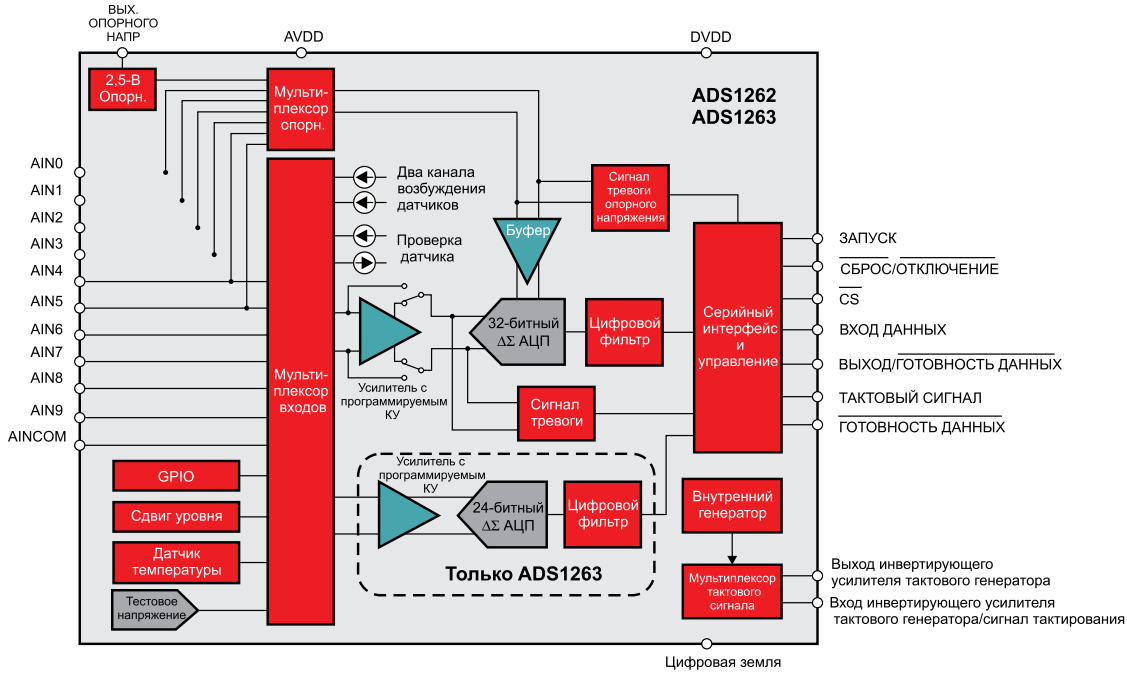 ВЫХ.
ОПОРНОГО
НАПР
AVDD
DVDD
2,5-В
Опорн.
Мульти-
плексор
опорн.
ADS1262
ADS1263
AIN0
AIN1
AIN2
AIN3
AIN4
AIN5
AIN6
AIN7
AIN8
AIN9
AINCOM
Два канала
возбуждения
датчиков
Проверка
датчика
Сигнал
тревоги
опорного
напряжения
Буфер
32-битный
ΔΣ АЦП
Цифровой
фильтр
Серийный
интерфейс
и
управление
Мульти-
плексор
входов
Усилитель с
программируемым
КУ
Сигнал
тревоги
ЗАПУСК
СБРОС/ОТКЛЮЧЕНИЕ
CS
ВХОД ДАННЫХ
ВЫХОД/ГОТОВНОСТЬ ДАННЫХ
ТАКТОВЫЙ СИГНАЛ
ГОТОВНОСТЬ ДАННЫХ
GPIO
Сдвиг уровня
Датчик
температуры
Тестовое
напряжение
Усилитель с
программируемым
КУ
24-битный
ΔΣ АЦП
Цифровой
фильтр
Только ADS1263
Внутренний
генератор
Мультиплексор
тактового
сигнала
Выход инвертирующего
усилителя тактового генератора
Вход инвертирующего усилителя
тактового генератора/сигнал тактирования
Цифровая земля